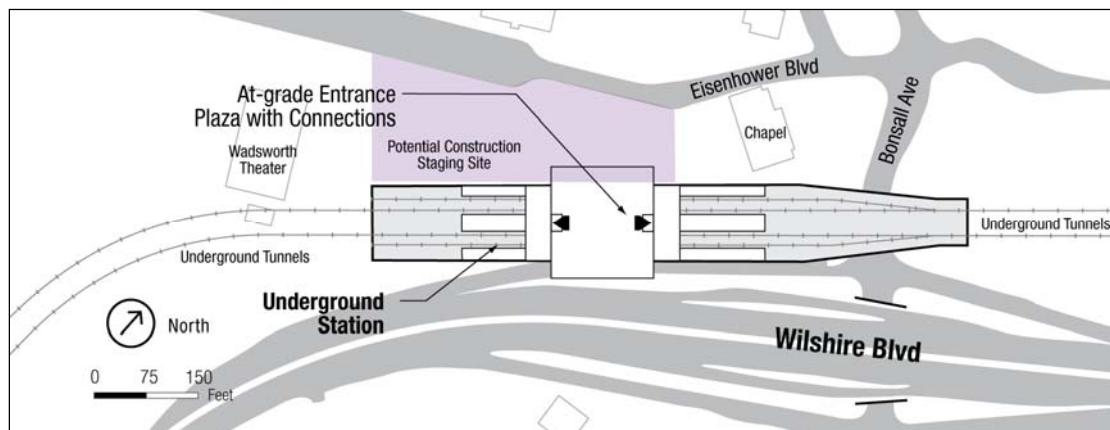 Eisenhower Blvd
At-grade Entrance
Plaza with Connections
Bonsall Ave
Chapel
Wadsworth
Theater
Potential Construction
Staging Site
Underground Tunnels
Underground Tunnels
Underground
Station
North
Wilshire Blvd
0 75 150
Feet